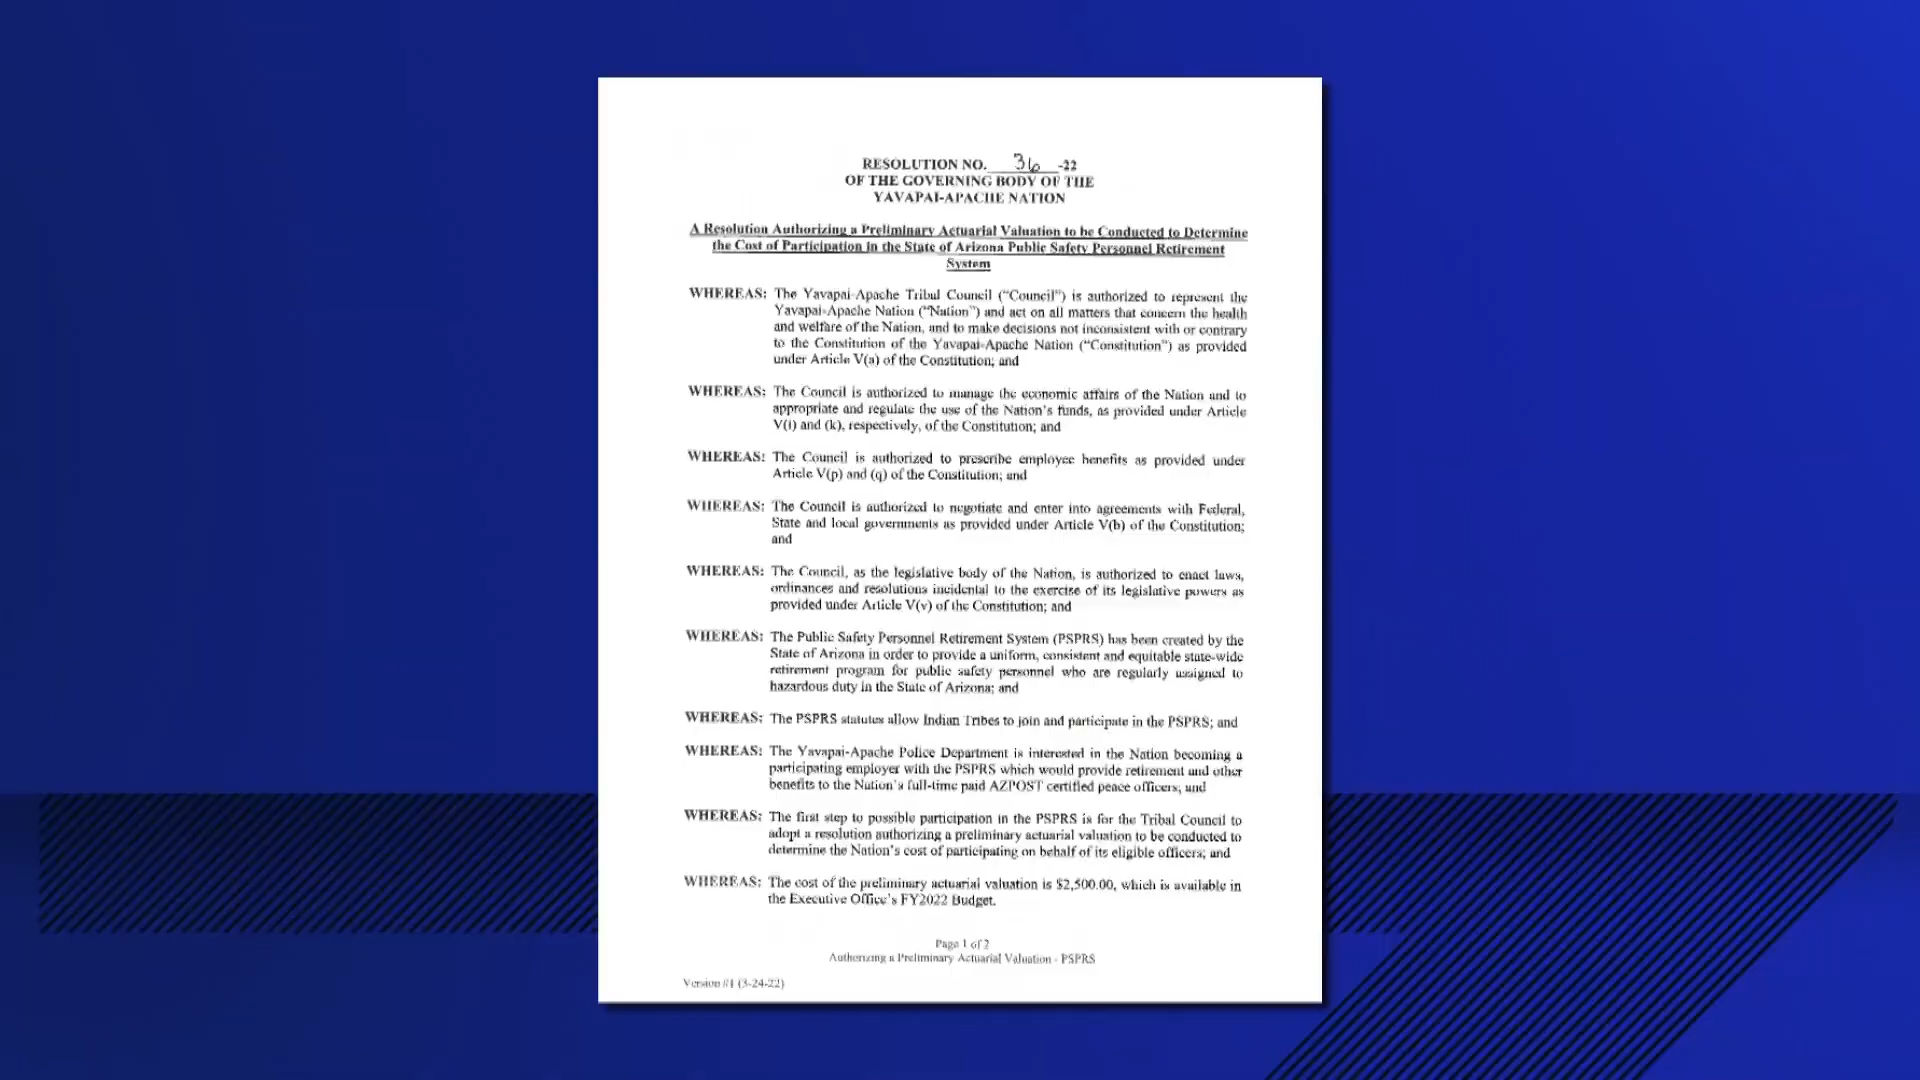 RESOLUTION NO. 36 -22
OF THE GOVERNING BODY OF THE
YAVAPAI-APACHE NATION
A Resolution Authorizing a Preliminary Actuarial Valuation to be Conducted to Determine
the Cost of Participation in the State of Arizona Public Safety Personnel Retirement
System
WHEREAS: The Yavapai-Apache Tribal Council (“Council”) is authorized to represent the
Yavapai-Apache Nation (“Nation”) and act on all matters that concern the health
and welfare of the Nation, and to make decisions not inconsistent with or contrary
to the Constitution of the Yavapai-Apache Nation (“Constitution”) as provided
under Article V(a) of the Constitution; and
WHEREAS: The Council is authorized to manage the economic affairs of the Nation and to
appropriate and regulate the use of the Nation's funds, as provided under Article
V(i) and (k), respectively, of the Constitution; and
WHEREAS: The Council is authorized to prescribe employee benefits as provided under
Article V(p) and (q) of the Constitution; and
WHEREAS: The Council is authorized to negotiate and enter into agreements with Federal,
State and local governments as provided under Article V(b) of the Constitution;
and
WHEREAS: The Council, as the legislative body of the Nation, is authorized to enact laws,
ordinances and resolutions incidental to the exercise of its legislative powers as
provided under Article V(v) of the Constitution; and
WHEREAS: The Public Safety Personnel Retirement System (PSPRS) has been created by the
State of Arizona in order to provide a uniform, consistent and equitable state-wide
retirement program for public safety personnel who are regularly assigned to
hazardous duty in the State of Arizona; and
WHEREAS: The PSPRS statutes allow Indian Tribes to join and participate in the PSPRS; and
WHEREAS: The Yavapai-Apache Police Department is interested in the Nation becoming a
participating employer with the PSPRS which would provide retirement and other
benefits to the Nation's full-time paid AZPOST certified peace officers; and
WHEREAS: The first step to possible participation in the PSPRS is for the Tribal Council to
adopt a resolution authorizing a preliminary actuarial valuation to be conducted to
determine the Nation's cost of participating on behalf of its eligible officers; and
WHEREAS: The cost of the preliminary actuarial valuation is $2,500.00, which is available in
the Executive Office's FY2022 Budget.
Page 1 of 2
Authorizing a Preliminary Actuarial Valuation - PSPRS
Version #1 (3-24-22)